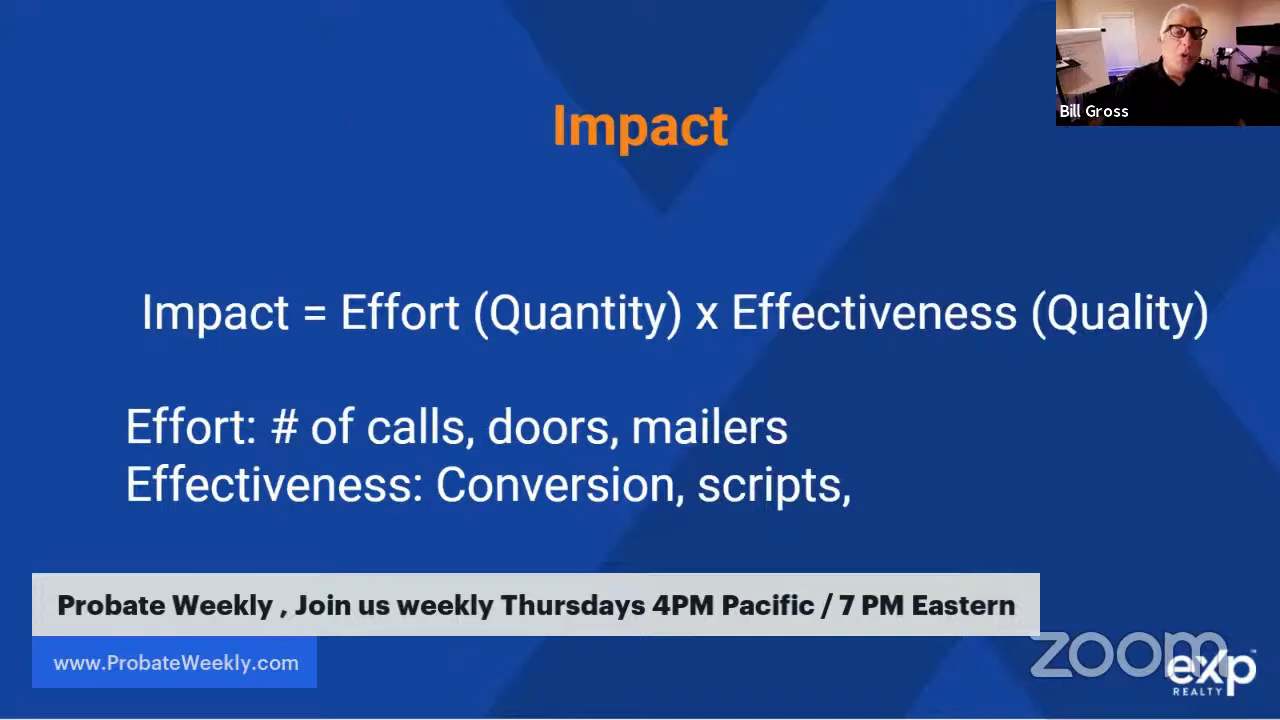 Impact
Bill Gross
Impact = Effort (Quantity) x Effectiveness (Quality)
Effort: # of calls, doors, mailers
Effectiveness: Conversion, scripts,
Probate Weekly , Join us weekly Thursdays 4PM Pacific / 7 PM Eastern
www.ProbateWeekly.com
zoom
exp
REALTY